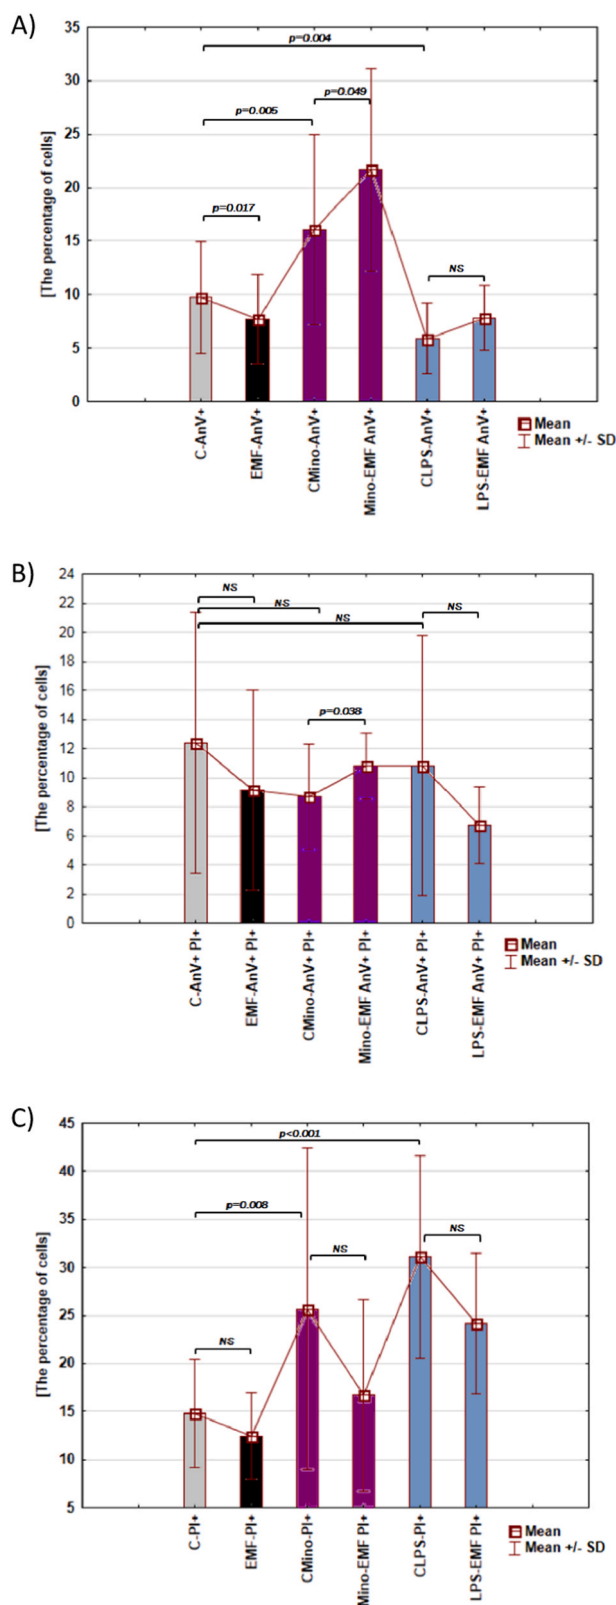 A)
[The percentage of cells]
35
30
25
20
15
10
5
0
p=0.004
p=0.049
p=0.005
p=0.017
NS
C-AnV+
EMF-AnV+
CMino-AnV+
Mino-EMF AnV+
CLPS-AnV+
LPS-EMF AnV+
Mean
Mean +/- SD
B)
[The percentage of cells]
24
22
20
18
16
14
12
10
8
6
4
2
0
NS
NS
NS
NS
p=0.038
C-AnV+ PI+
EMF-AnV+ PI+
CMino-AnV+ PI+
Mino-EMF AnV+ PI+
CLPS-AnV+ PI+
LPS-EMF AnV+ PI+
Mean
Mean +/- SD
C)
[The percentage of cells]
45
40
35
30
25
20
15
10
5
p<0.001
p=0.008
NS
NS
NS
C-PI+
EMF-PI+
CMino-PI+
Mino-EMF PI+
CLPS-PI+
LPS-EMF PI+
Mean
Mean +/- SD